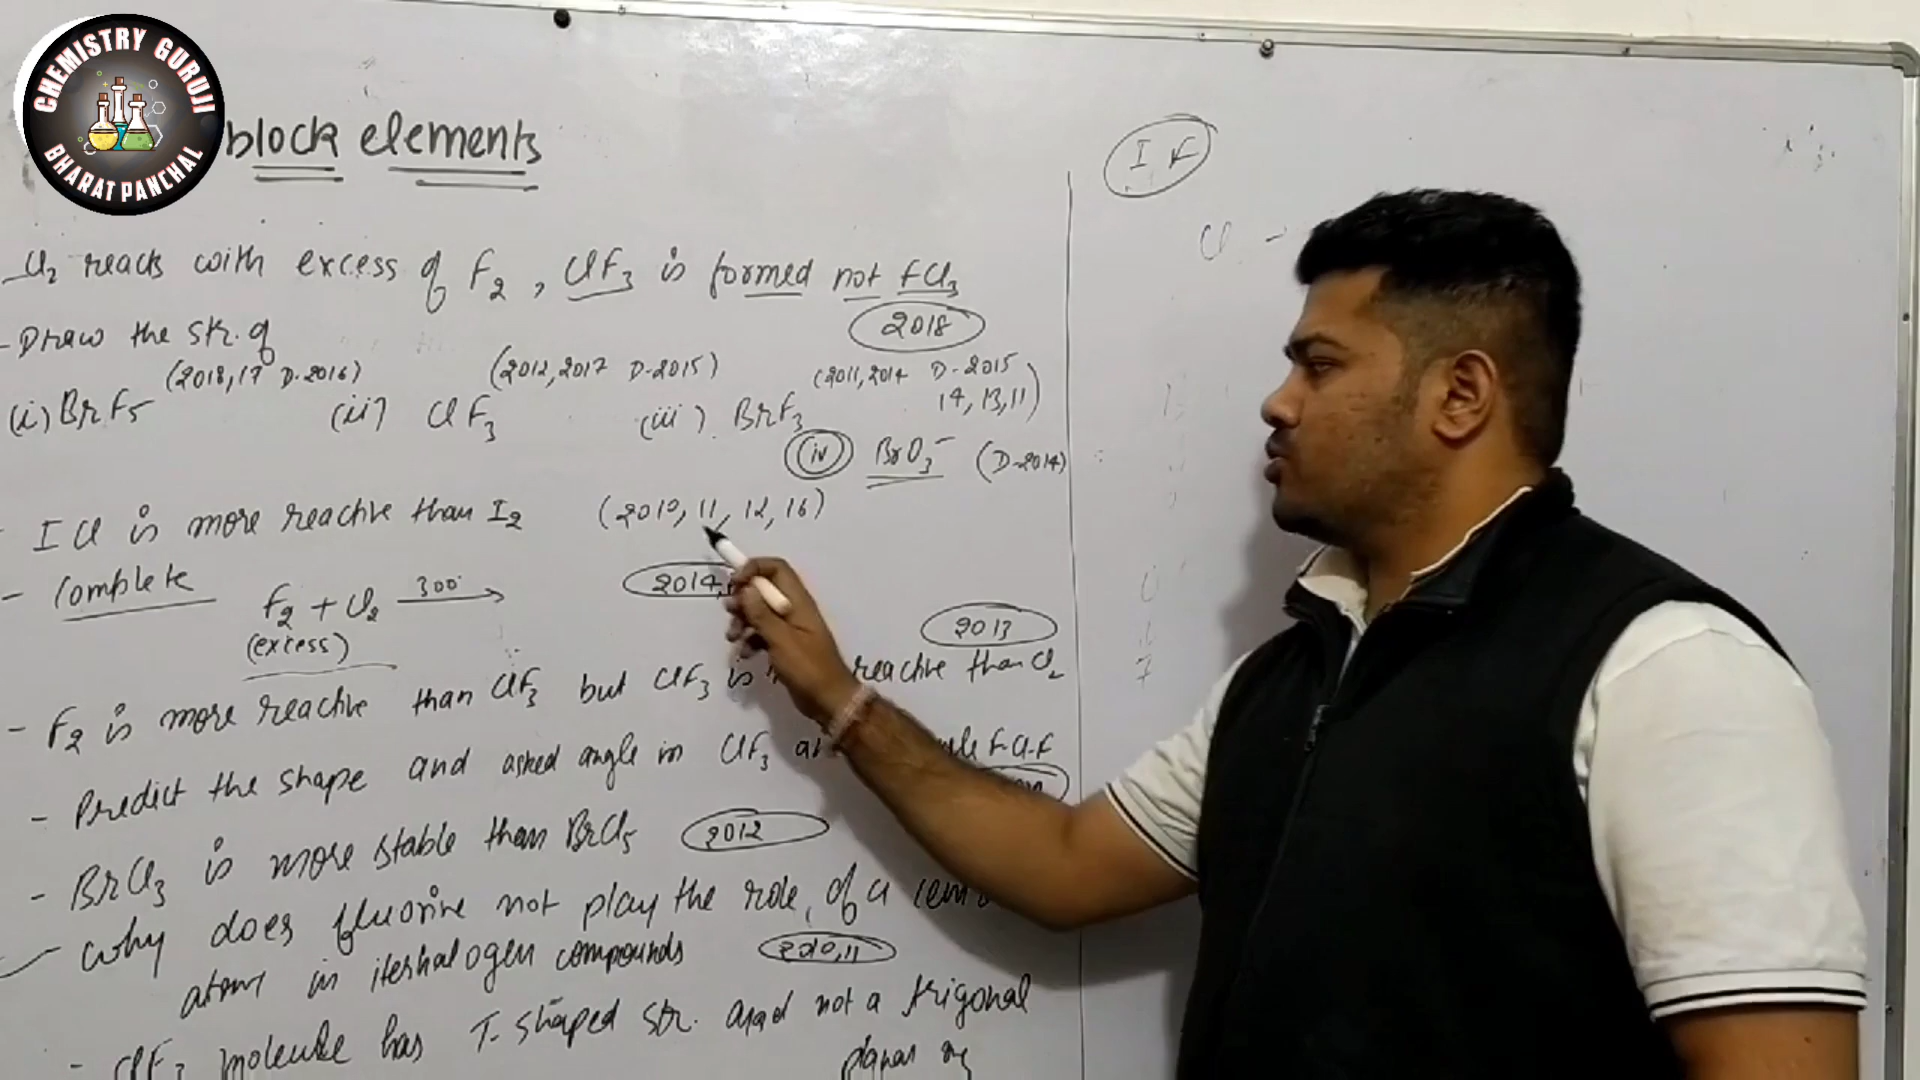 CHEMISTRY GURUJI
BHARAT PANCHAL
block elements
Cl2 reacts with excess of F2, ClF3 is formed not FCl3
2018
- Draw the str. of
(2018,17 D.2016) (2012,2017 D-2015) (2011,2014 D-2015
14,13,11)
(i) BrF5 (ii) ClF3 (iii) BrF3
(iv) BrO3- (D-2014)
ICl is more reactive than I2 (2010, 11, 12, 16)
- Complete
F2 + Cl2 300° → 2014,
(excess)
2013
- F2 is more reactive than ClF3 but ClF3 is reactive than Cl2
- Predict the shape and asked angle in ClF3 F-Cl-F
- BrCl3 is more stable than BrCl5 2012
why does fluorine not play the role of a
atom in iterhalogen compounds 2010,11
- ClF3 molecule has T-shaped str. and not a trigonal
planar
IF
Cl -